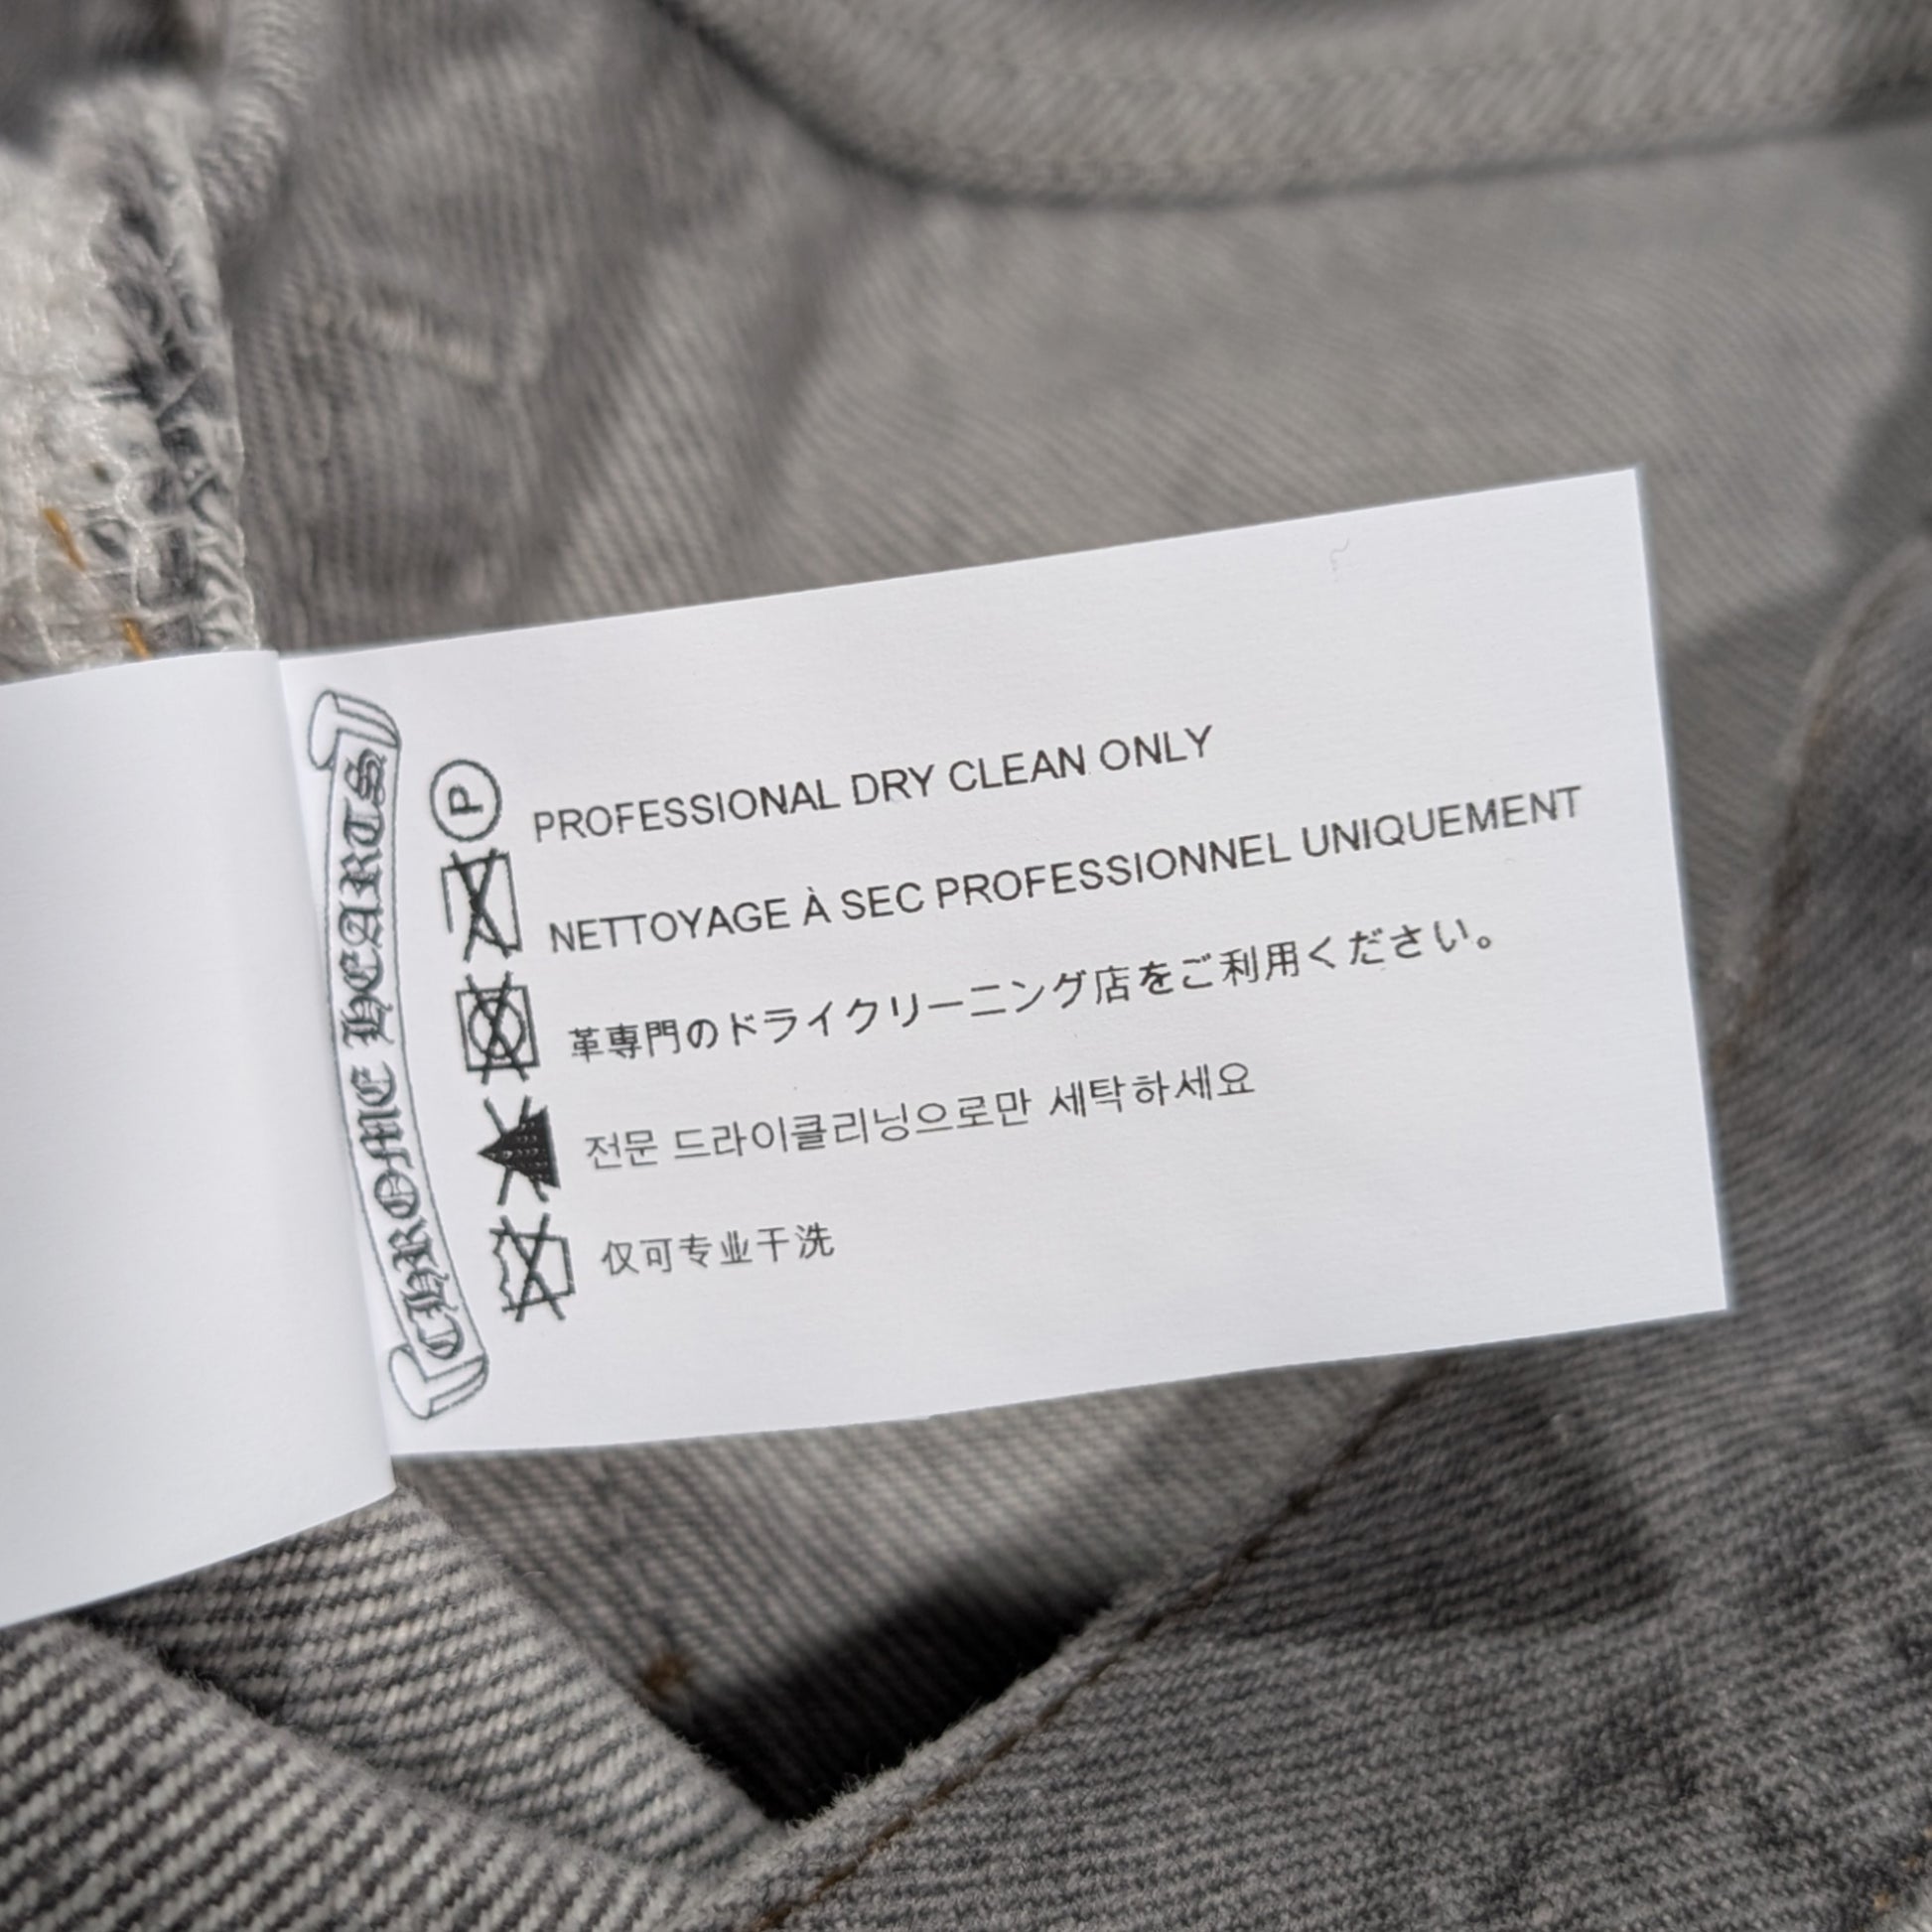 CHROME HEARTS
P
PROFESSIONAL DRY CLEAN ONLY
NETTOYAGE À SEC PROFESSIONNEL UNIQUEMENT
革専門のドライクリーニング店をご利用ください。
전문 드라이클리닝으로만 세탁하세요
仅可专业干洗